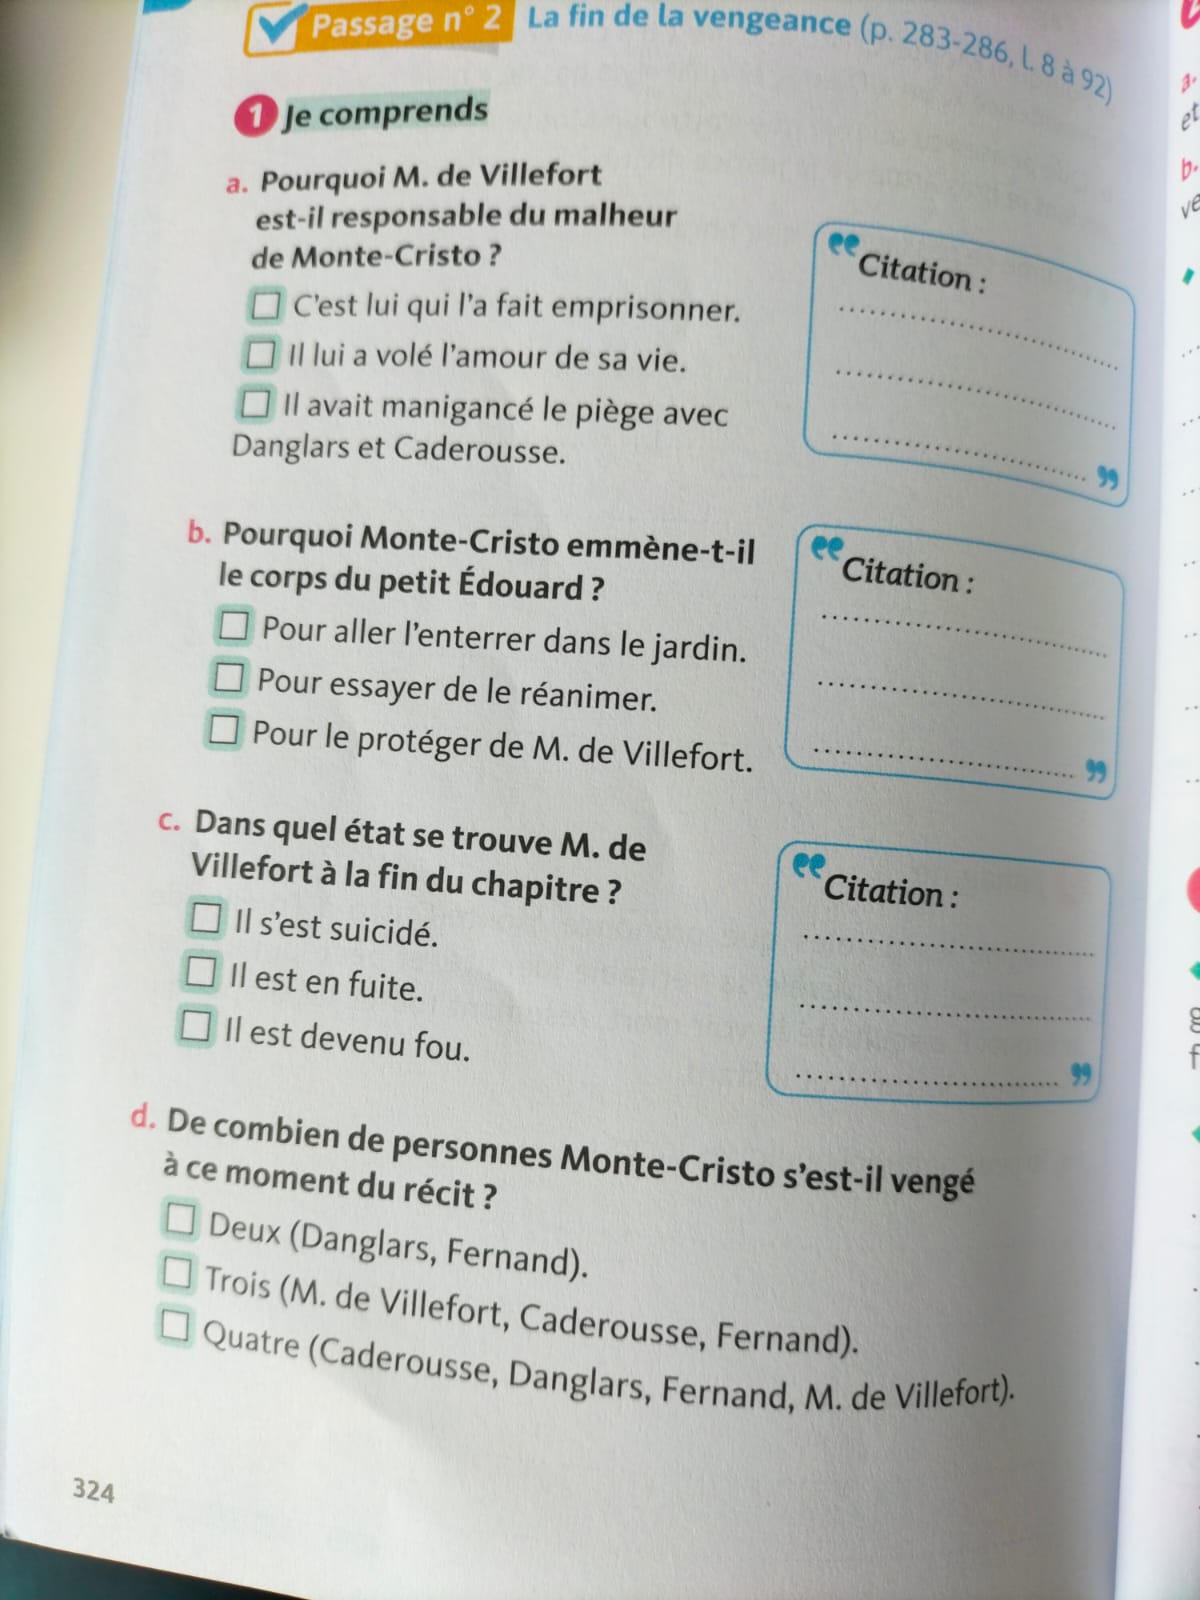 Passage n° 2 La fin de la vengeance (p. 283-286, l. 8 à 92)
1 Je comprends
a. Pourquoi M. de Villefort
est-il responsable du malheur
de Monte-Cristo ?
C'est lui qui l'a fait emprisonner.
Il lui a volé l'amour de sa vie.
Il avait manigancé le piège avec
Danglars et Caderousse.
Citation :
b. Pourquoi Monte-Cristo emmène-t-il
le corps du petit Édouard ?
Pour aller l'enterrer dans le jardin.
Pour essayer de le réanimer.
Pour le protéger de M. de Villefort.
Citation :
c. Dans quel état se trouve M. de
Villefort à la fin du chapitre ?
Il s'est suicidé.
Il est en fuite.
Il est devenu fou.
Citation :
d. De combien de personnes Monte-Cristo s'est-il vengé
à ce moment du récit ?
Deux (Danglars, Fernand).
Trois (M. de Villefort, Caderousse, Fernand).
Quatre (Caderousse, Danglars, Fernand, M. de Villefort).
324
a.
et
b.